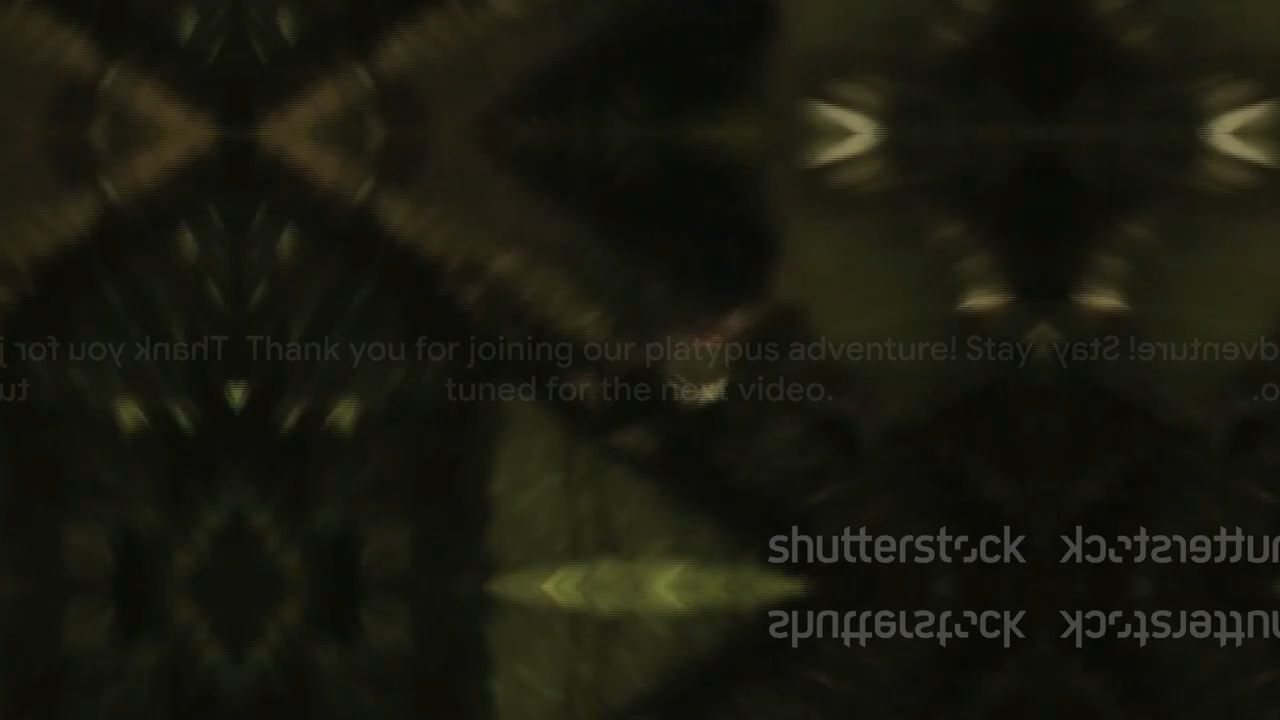 Thank you for joining our platypus adventure! Stay
tuned for the next video.
shutterstock